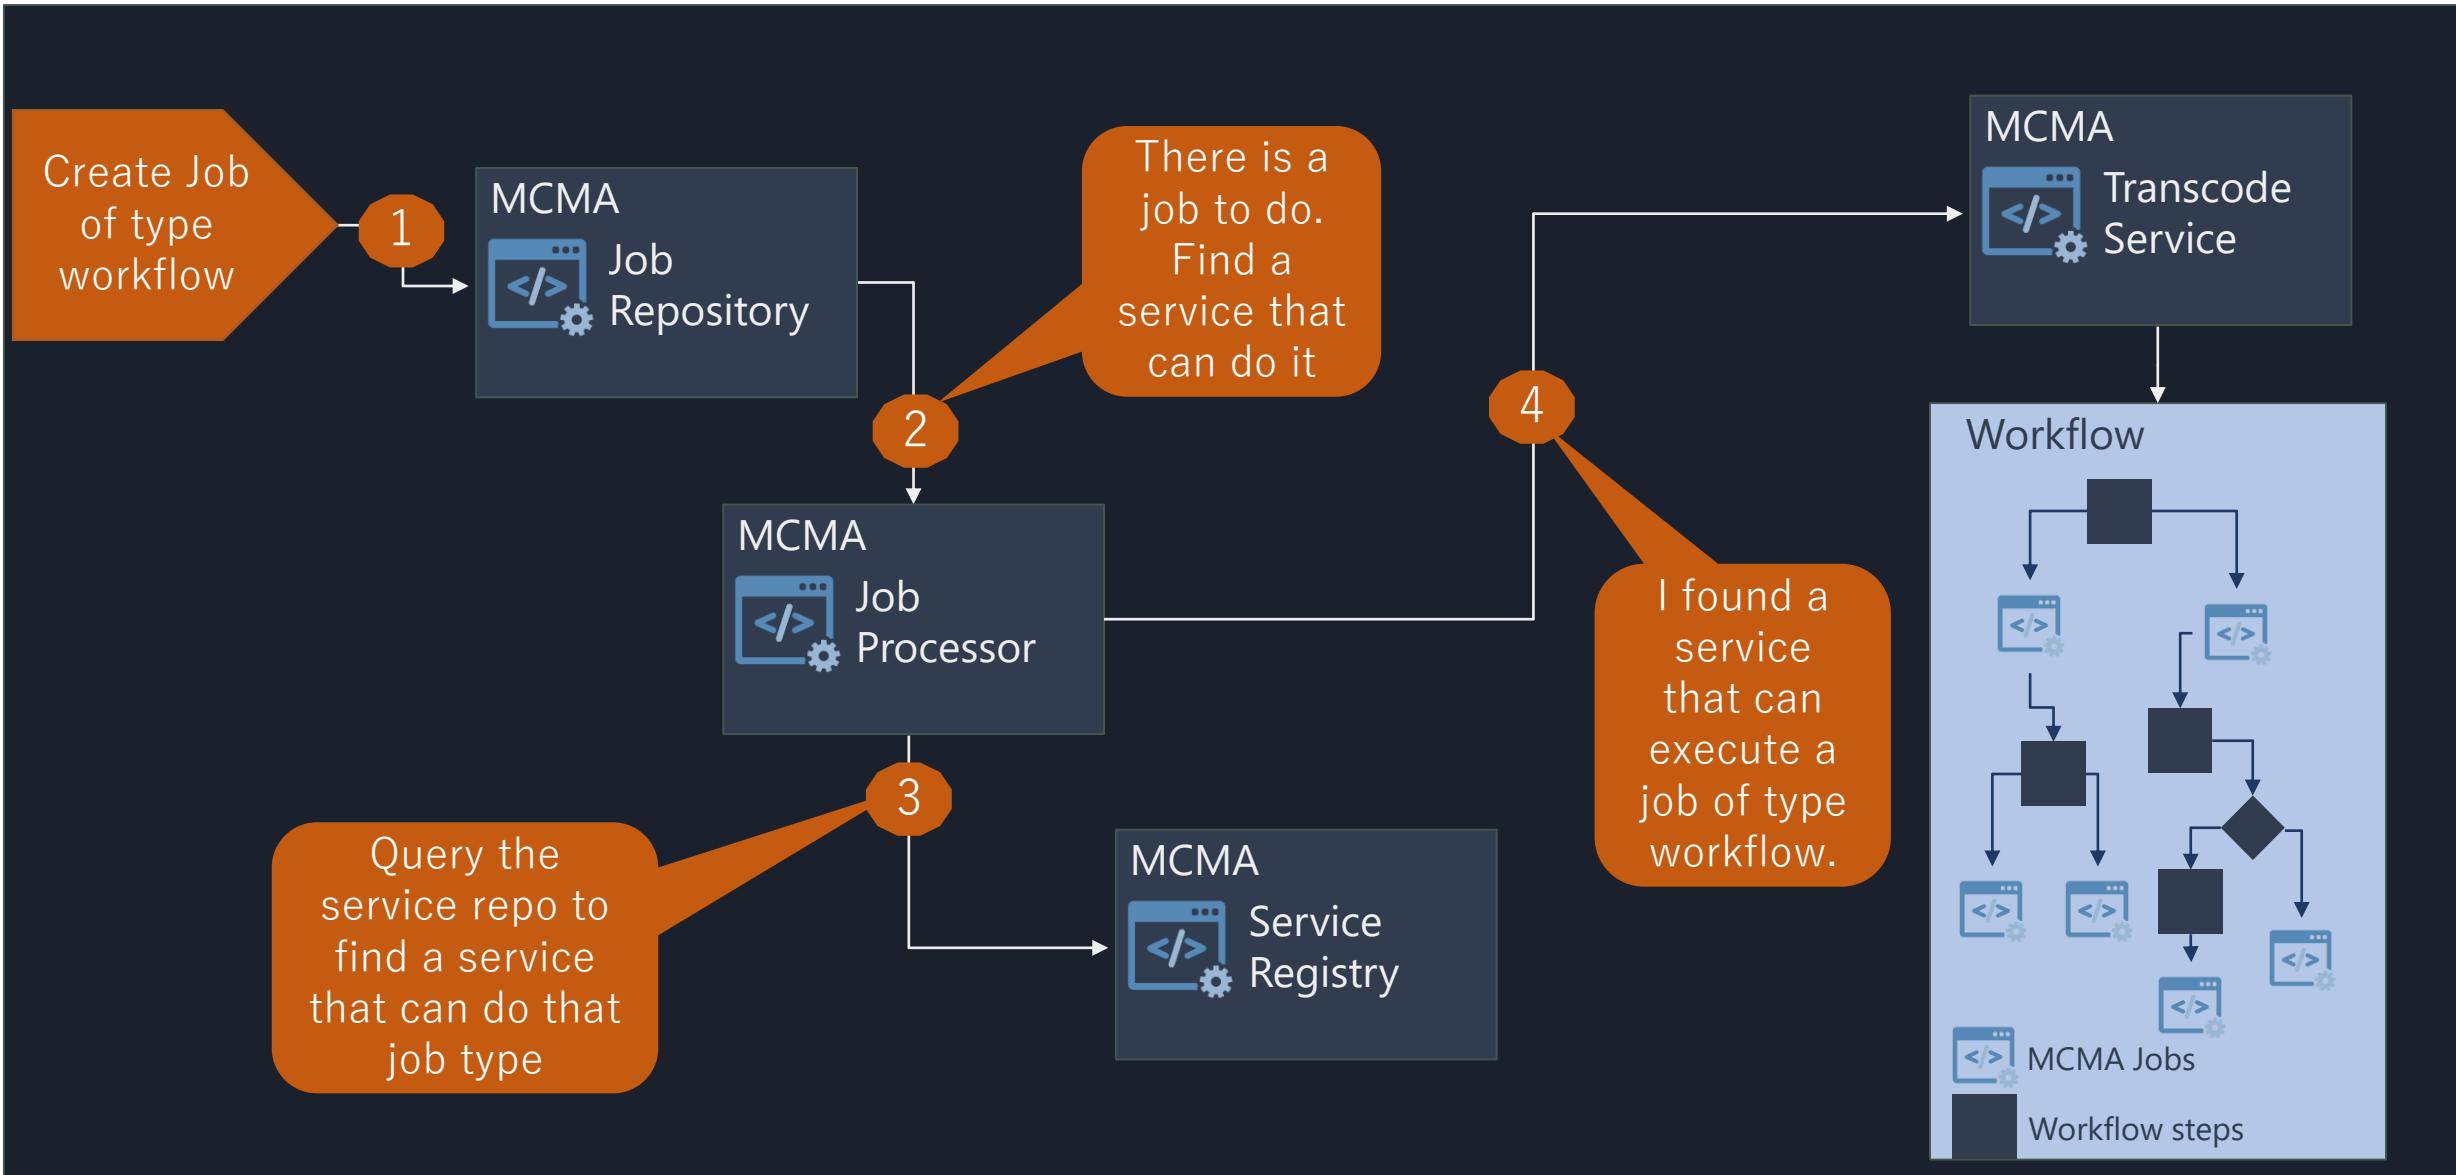 Create Job
of type
workflow
1
MCMA
</>
Job
Repository
There is a
job to do.
Find a
service that
can do it
2
MCMA
</>
Job
Processor
3
Query the
service repo to
find a service
that can do that
job type
MCMA
</>
Service
Registry
4
I found a
service
that can
execute a
job of type
workflow.
MCMA
</>
Transcode
Service
Workflow
</>
</>
</>
</>
</>
</>
</>
MCMA Jobs
Workflow steps